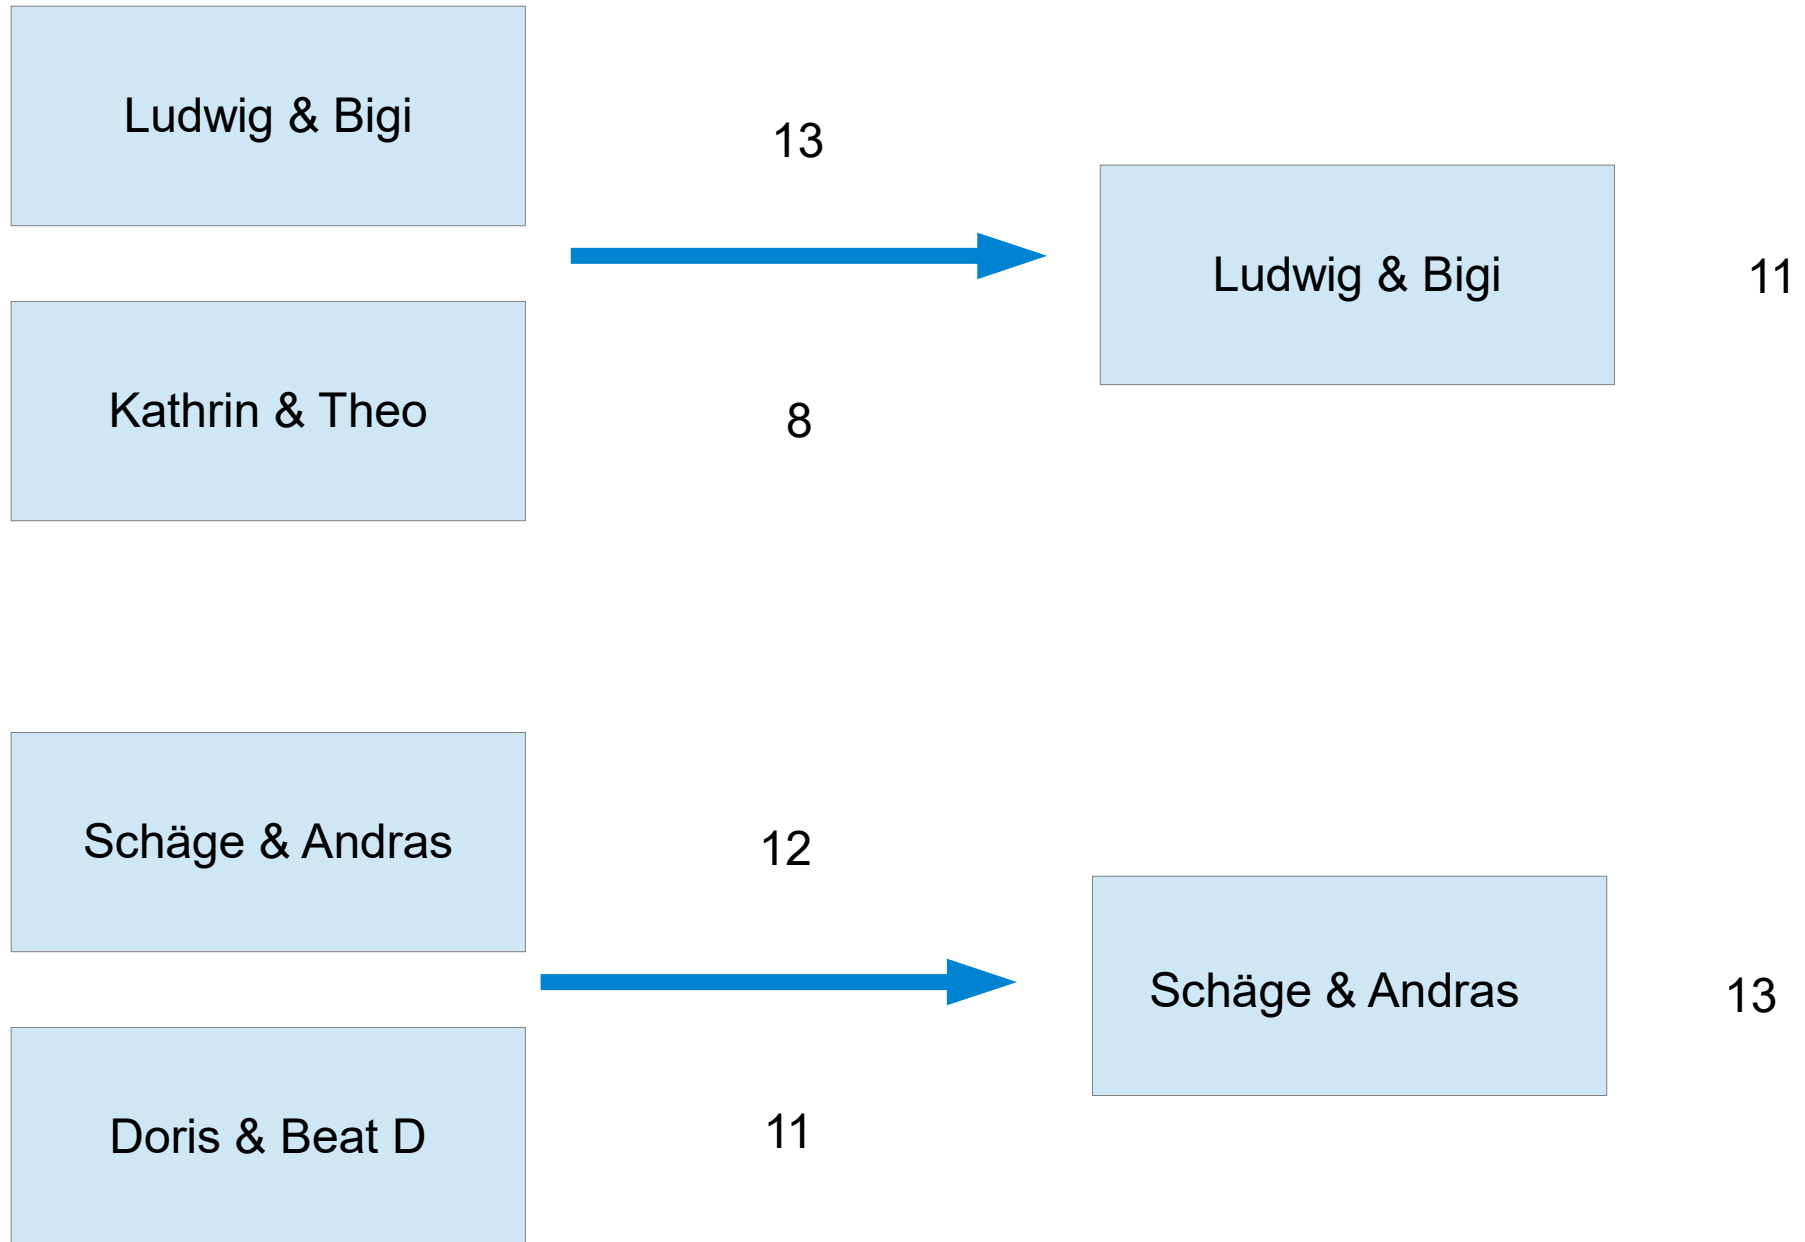 Ludwig & Bigi
13
Ludwig & Bigi
11
Kathrin & Theo
8
Schäge & Andras
12
Schäge & Andras
13
Doris & Beat D
11